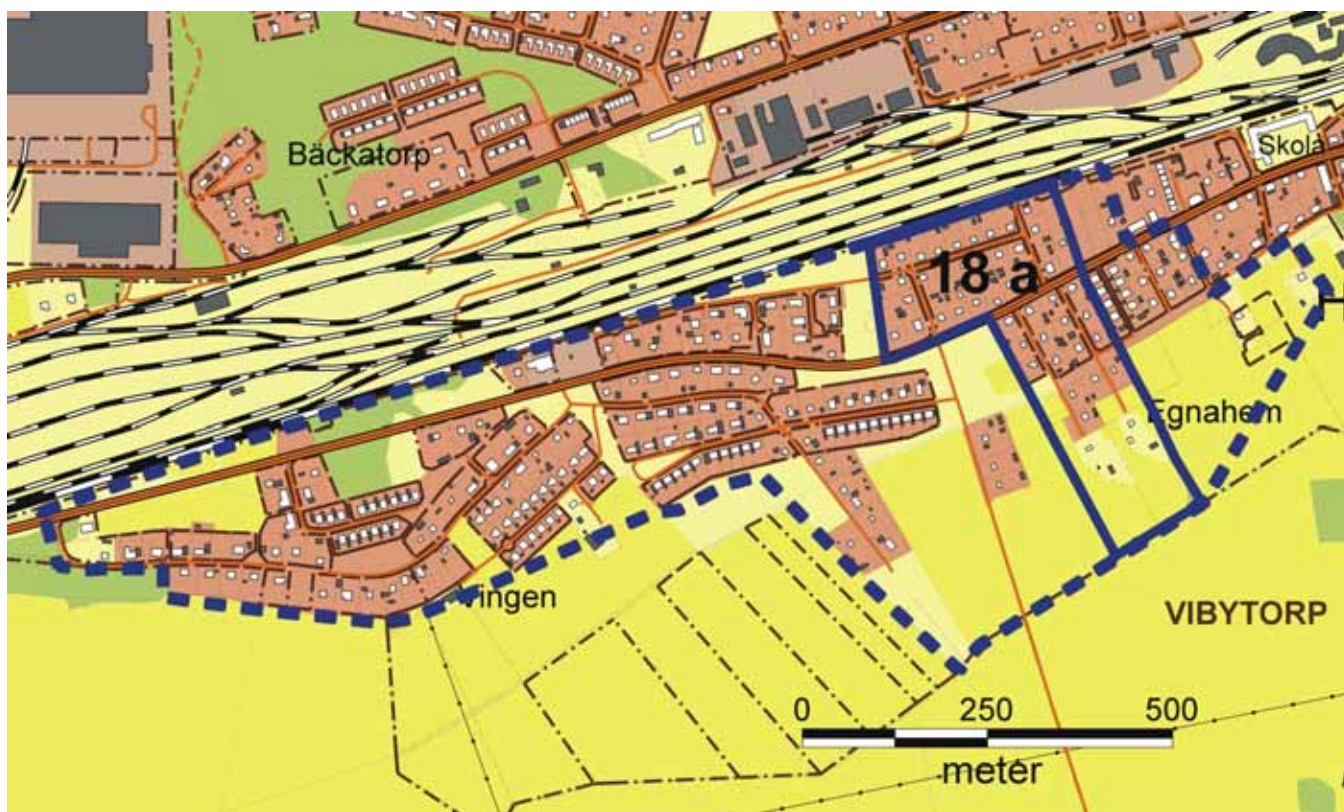 Bäckatorp
Skola
18 a
H
Egnahem
Vingen
VIBYTORP
0 250 500
meter